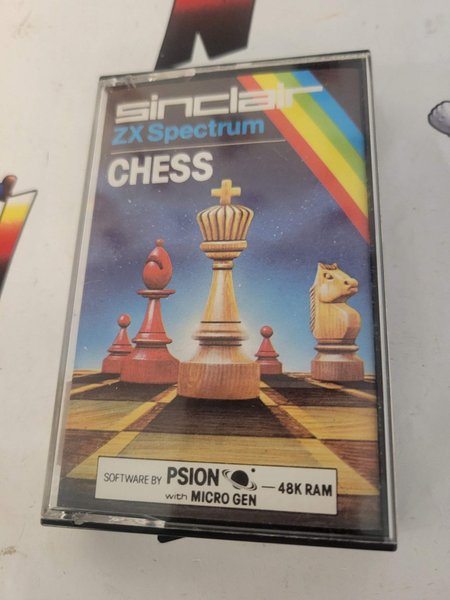 sinclair
ZX Spectrum
CHESS
SOFTWARE BY PSION — 48K RAM
with MICRO GEN